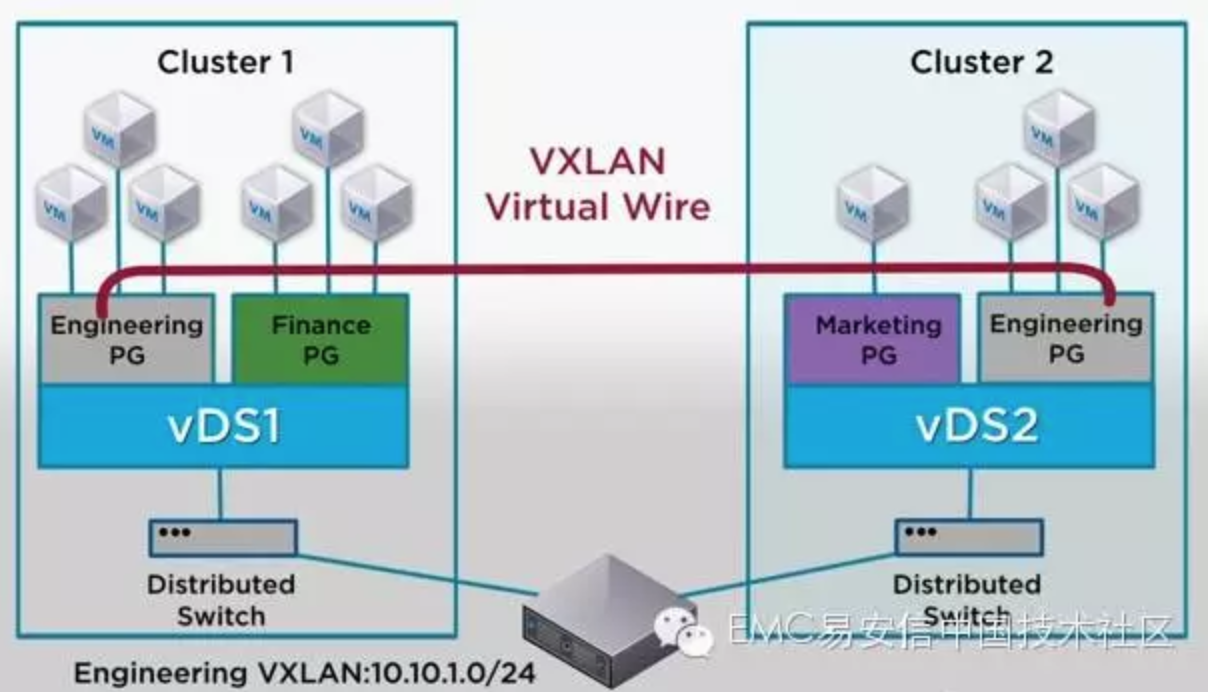 Cluster 1
Cluster 2
VM
VM
VM
VM
VM
VM
VXLAN
Virtual Wire
VM
VM
VM
VM
Engineering
PG
Finance
PG
Marketing
PG
Engineering
PG
vDS1
vDS2
Distributed
Switch
Distributed
Switch
EMC易安信中国技术社区
Engineering VXLAN:10.10.1.0/24